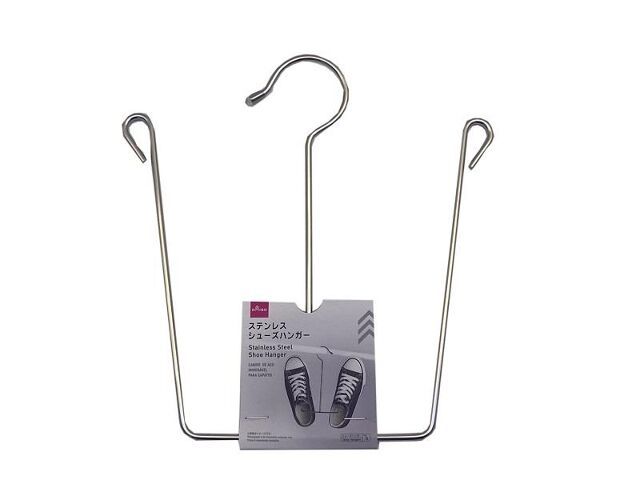 DAISO
ステンレス
シューズハンガー
Stainless Steel
Shoe Hanger
CABIDE DE AÇO
INOXIDÁVEL
PARA SAPATOS